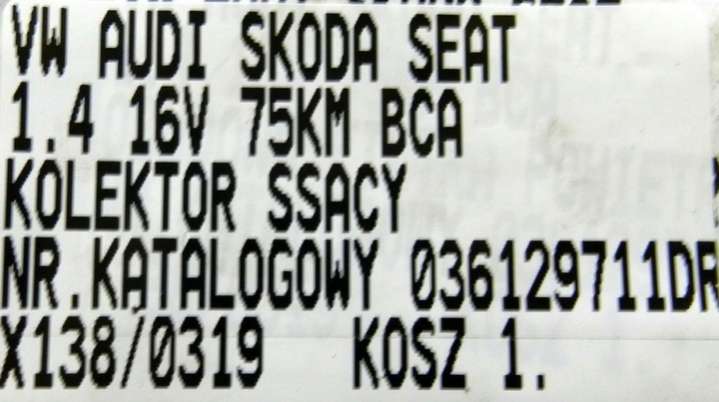 VW AUDI SKODA SEAT
1.4 16V 75KM BCA
KOLEKTOR SSACY
NR.KATALOGOWY 036129711DR
X138/0319 KOSZ 1.